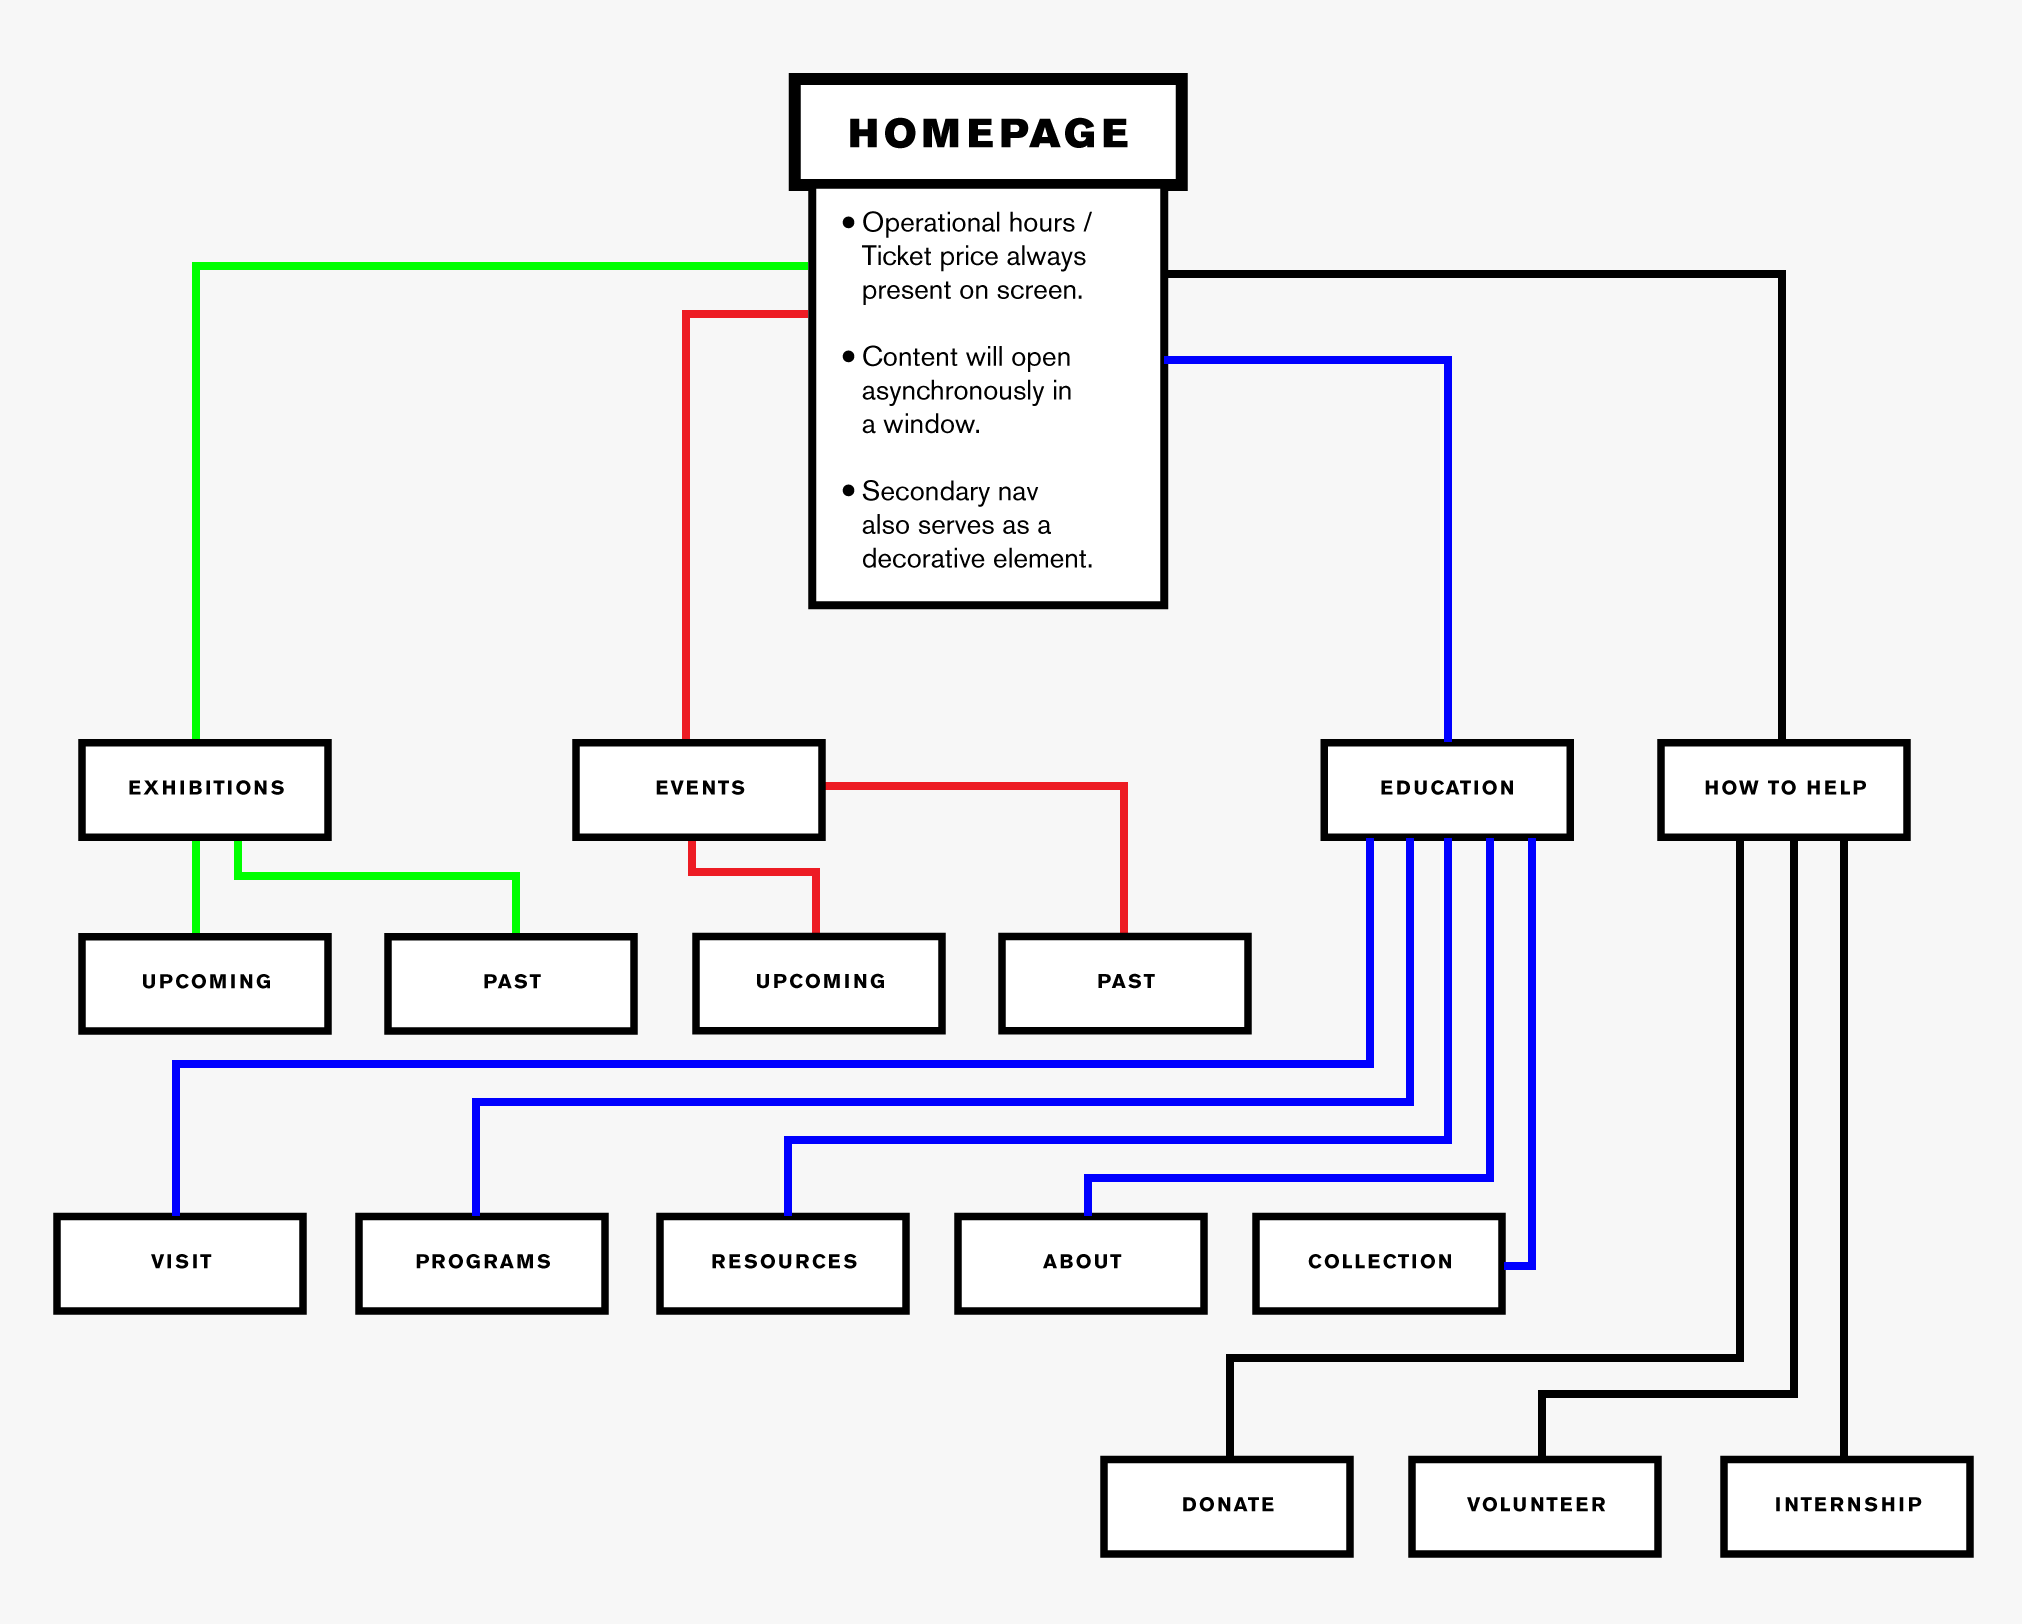 HOMEPAGE
● Operational hours /
Ticket price always
present on screen.
● Content will open
asynchronously in
a window.
● Secondary nav
also serves as a
decorative element.
EXHIBITIONS
EVENTS
EDUCATION
HOW TO HELP
UPCOMING
PAST
UPCOMING
PAST
VISIT
PROGRAMS
RESOURCES
ABOUT
COLLECTION
DONATE
VOLUNTEER
INTERNSHIP